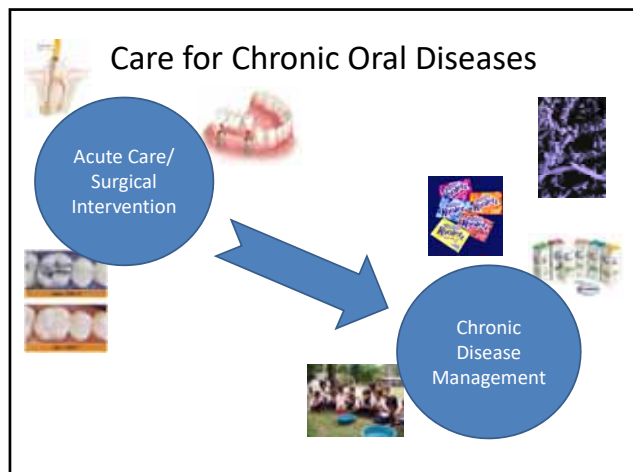 Care for Chronic Oral Diseases
Acute Care/
Surgical
Intervention
Chronic
Disease
Management